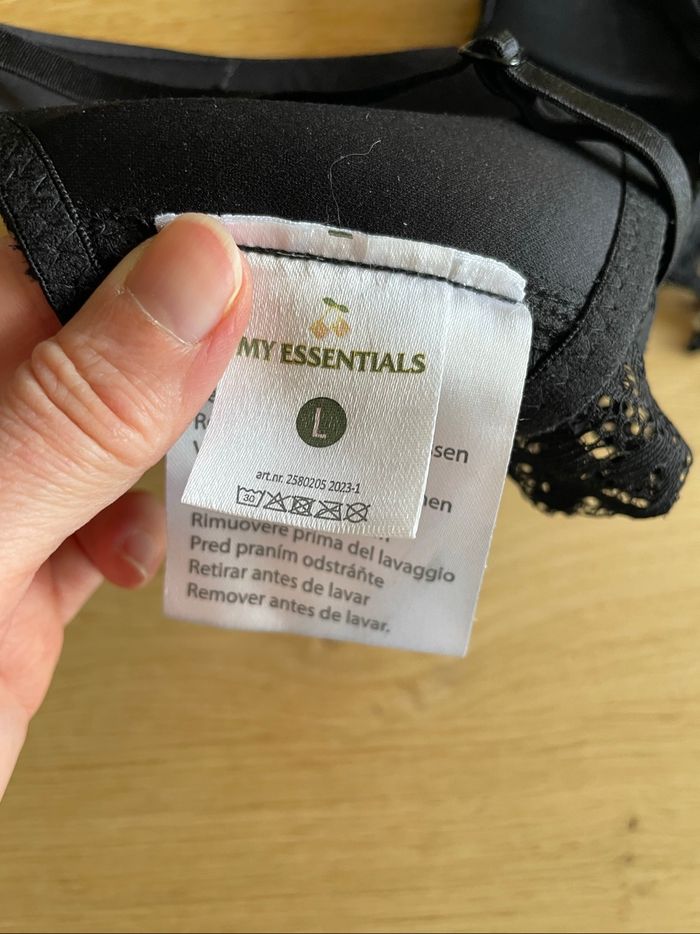 MY ESSENTIALS
L
art.nr. 2580205 2023-1
30
sen
en
Rimuovere prima del lavaggio
Pred praním odstráňte
Retirar antes de lavar
Remover antes de lavar.